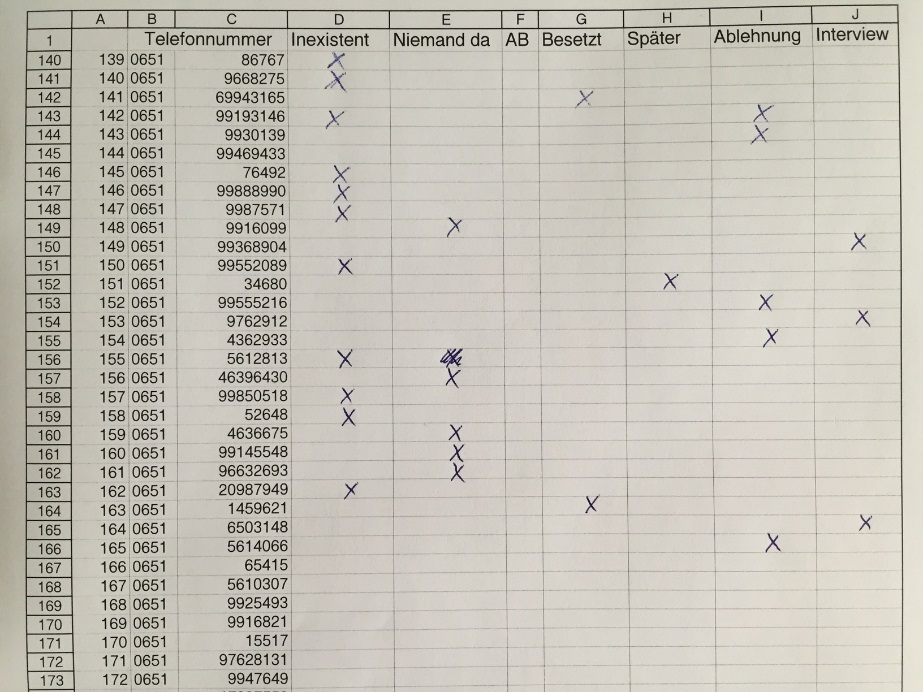 A B C D E F G H I J
1 Telefonnummer Inexistent Niemand da AB Besetzt Später Ablehnung Interview
140 139 0651 86767 X
141 140 0651 9668275 X
142 141 0651 69943165 X
143 142 0651 99193146 X X
144 143 0651 9930139 X
145 144 0651 99469433
146 145 0651 76492 X
147 146 0651 99888990 X
148 147 0651 9987571 X
149 148 0651 9916099 X
150 149 0651 99368904 X
151 150 0651 99552089 X
152 151 0651 34680 X
153 152 0651 99555216 X
154 153 0651 9762912 X
155 154 0651 4362933 X
156 155 0651 5612813 X
157 156 0651 46396430 X
158 157 0651 99850518 X
159 158 0651 52648 X
160 159 0651 4636675 X
161 160 0651 99145548 X
162 161 0651 96632693 X
163 162 0651 20987949 X
164 163 0651 1459621 X
165 164 0651 6503148 X
166 165 0651 5614066 X
167 166 0651 65415
168 167 0651 5610307
169 168 0651 9925493
170 169 0651 9916821
171 170 0651 15517
172 171 0651 97628131
173 172 0651 9947649